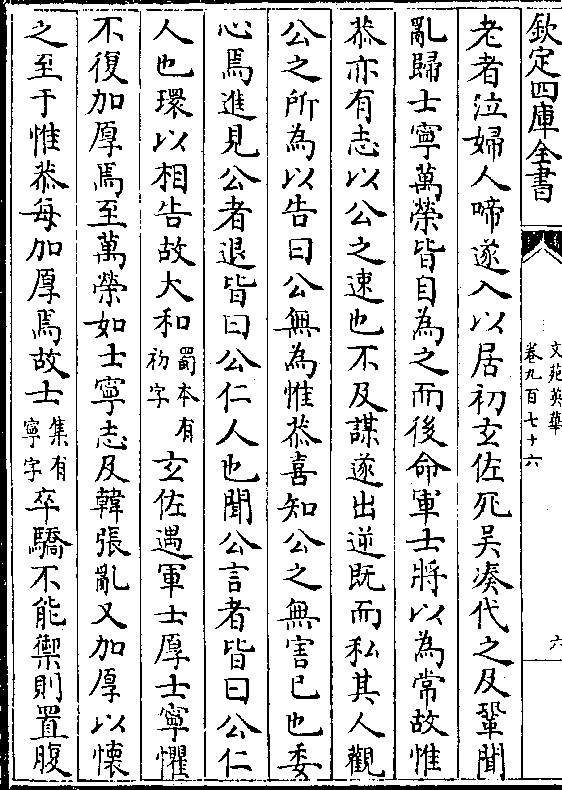 欽定四庫全書
文苑英華
卷九百七十六
六
老者泣婦人啼遂入以居初玄佐死吳湊代之及鞏聞
亂歸士寧萬榮皆自為之而後命軍士將以為常故惟
恭亦有志以公之速也不及謀遂出逆既而私其人觀
公之所為以告曰公無為惟恭喜知公之無害已也委
心焉進見公者退皆曰公仁人也聞公言者皆曰公仁
人也環以相告故大和蜀本有初字玄佐遇軍士厚士寧懼
不復加厚焉至萬榮如士寧志及韓張亂又加厚以懷
之至于惟恭每加厚焉故士集有寧字卒驕不能禦則置腹